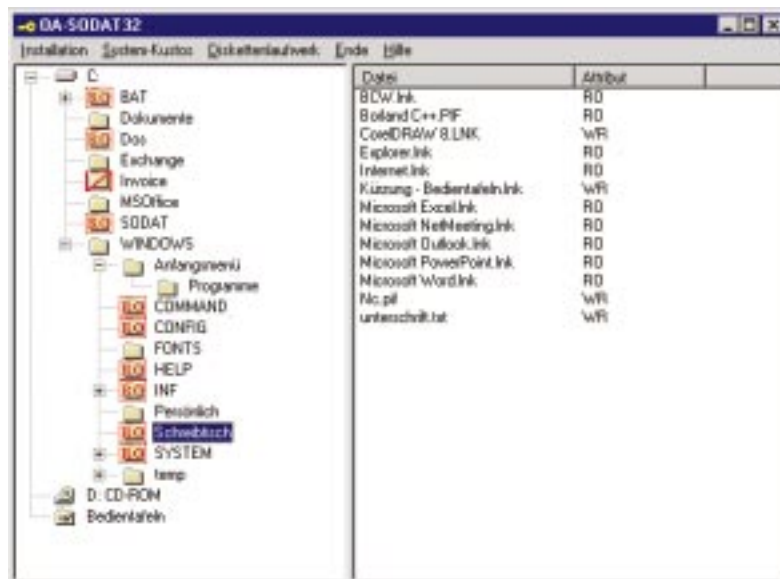 OA-SODAT32
Installation System-Kustos Diskettenlaufwerk Ende Hilfe
C:
BAT
Dokumente
Dos
Exchange
Invoice
MSOffice
SODAT
WINDOWS
Anfangsmenü
Programme
COMMAND
CONFIG
FONTS
HELP
INF
Persönlich
Schreibtisch
SYSTEM
temp
D: CD-ROM
Bedientafeln
Datei Attribut
BCW.lnk RO
Borland C++.PIF RO
CorelDRAW 8.LNK WR
Explorer.lnk RO
Internet.lnk RO
Kürzung - Bedientafeln.lnk WR
Microsoft Excel.lnk RO
Microsoft NetMeeting.lnk RO
Microsoft Outlook.lnk RO
Microsoft PowerPoint.lnk RO
Microsoft Word.lnk RO
Nc.pif WR
unterschrift.txt WR